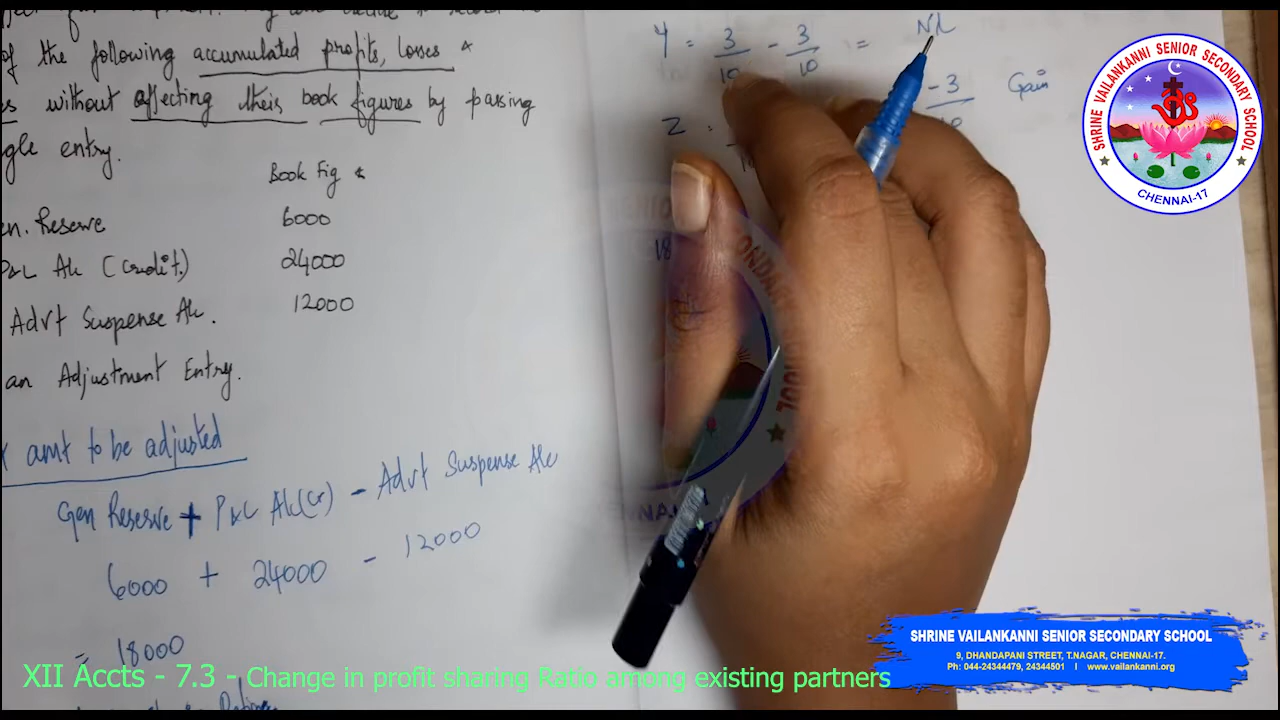 of the following accumulated profits, losses &
without affecting their book figures by passing
gle entry.
Book Fig ₹
en. Reserve 6000
P&L A/c (Credit) 24000
Advt Suspense A/c. 12000
an Adjustment Entry.
amt to be adjusted
Gen Reserve + P&L A/c(Cr) - Advt Suspense A/c
6000 + 24000 - 12000
= 18000
Y = 3/10 - 3/10 = Nil
Z = -3/10 Gain
18
SHRINE VAILANKANNI SENIOR SECONDARY SCHOOL
CHENNAI-17
SHRINE VAILANKANNI SENIOR SECONDARY SCHOOL
9, DHANDAPANI STREET, T.NAGAR, CHENNAI-17.
Ph: 044-24344479, 24344501 I www.vailankanni.org
XII Accts - 7.3 - Change in profit sharing Ratio among existing partners